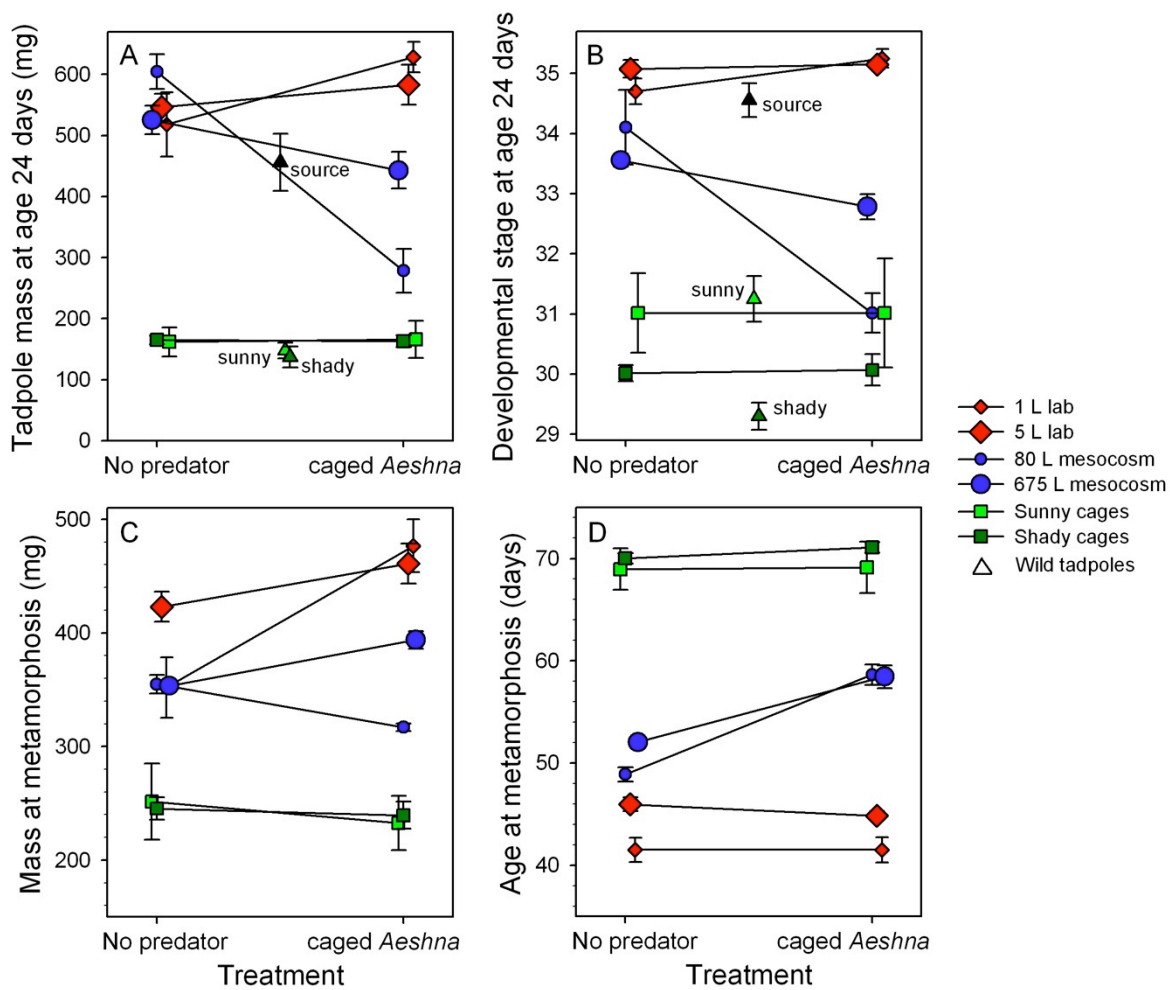 A
Tadpole mass at age 24 days (mg)
600
500
400
300
200
100
0
source
sunny
shady
No predator
caged Aeshna
B
Developmental stage at age 24 days
35
34
33
32
31
30
29
source
sunny
shady
No predator
caged Aeshna
1 L lab
5 L lab
80 L mesocosm
675 L mesocosm
Sunny cages
Shady cages
Wild tadpoles
C
Mass at metamorphosis (mg)
500
400
300
200
No predator
caged Aeshna
Treatment
D
Age at metamorphosis (days)
70
60
50
40
No predator
caged Aeshna
Treatment